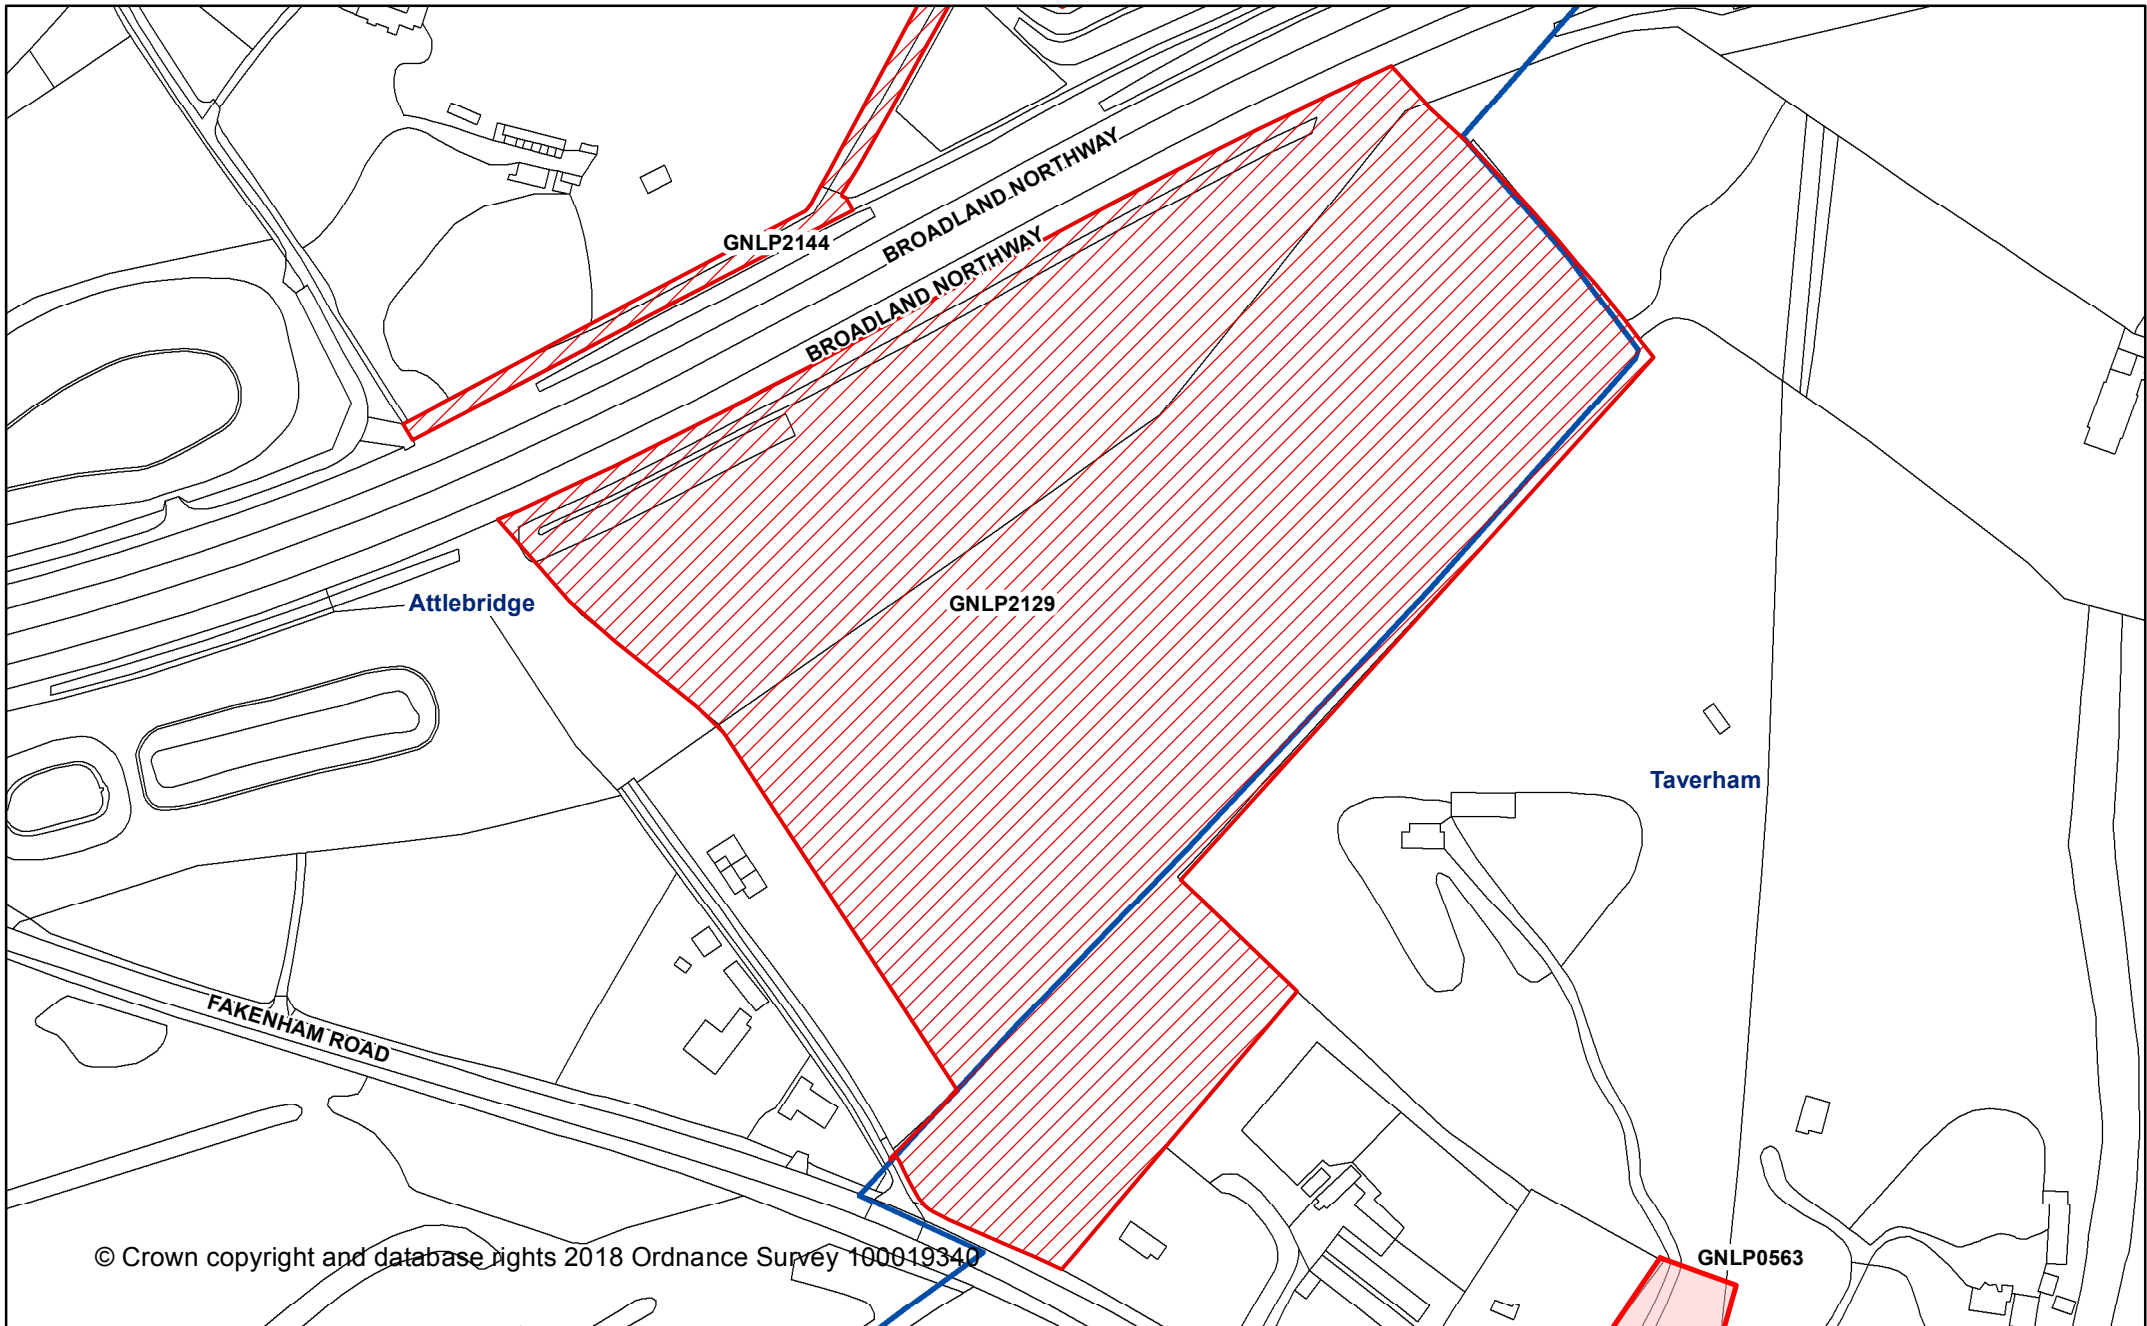 BROADLAND NORTHWAY
GNLP2144
BROADLAND NORTHWAY
Attlebridge
GNLP2129
Taverham
FAKENHAM ROAD
© Crown copyright and database rights 2018 Ordnance Survey 100019340
GNLP0563